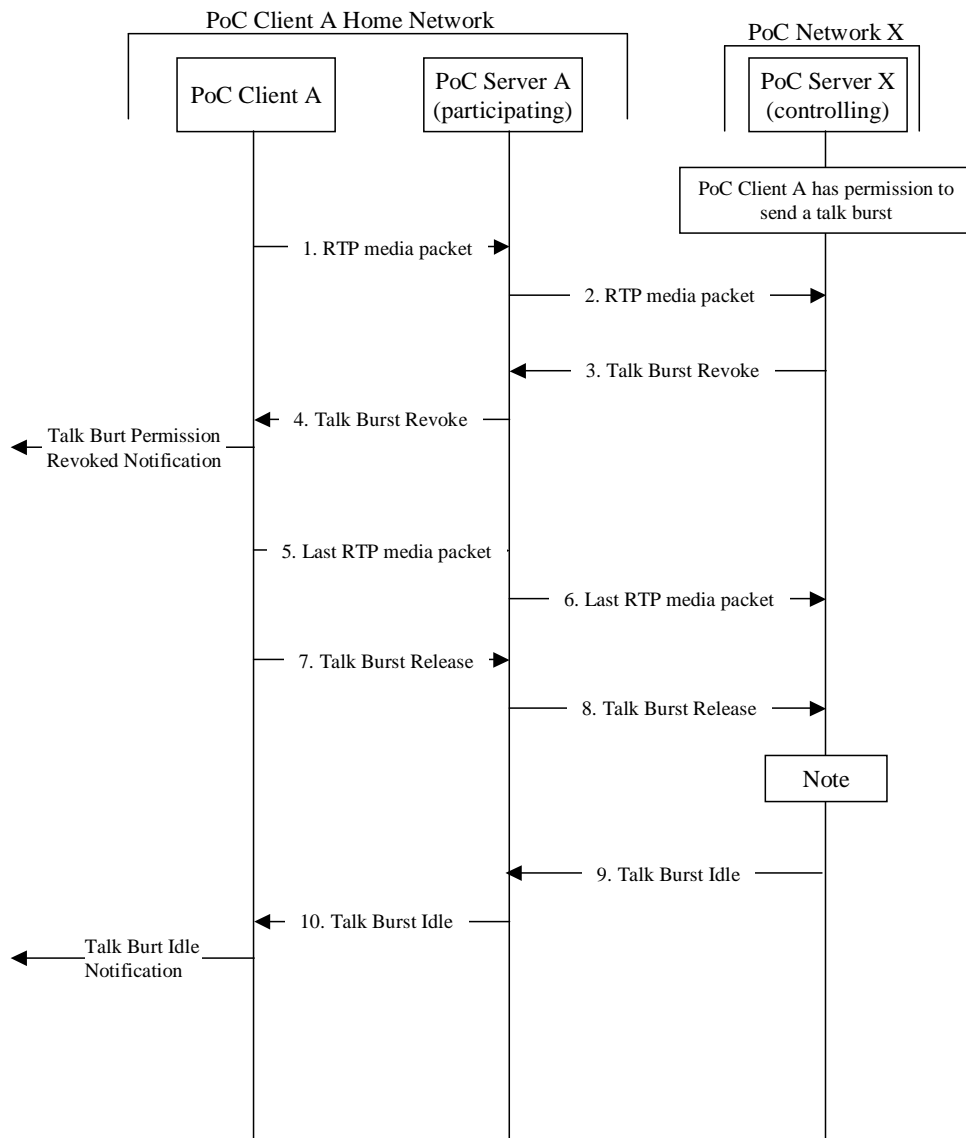 PoC Client A Home Network
PoC Network X
PoC Client A
PoC Server A
(participating)
PoC Server X
(controlling)
PoC Client A has permission to
send a talk burst
1. RTP media packet
2. RTP media packet
3. Talk Burst Revoke
4. Talk Burst Revoke
Talk Burt Permission
Revoked Notification
5. Last RTP media packet
6. Last RTP media packet
7. Talk Burst Release
8. Talk Burst Release
Note
9. Talk Burst Idle
10. Talk Burst Idle
Talk Burt Idle
Notification